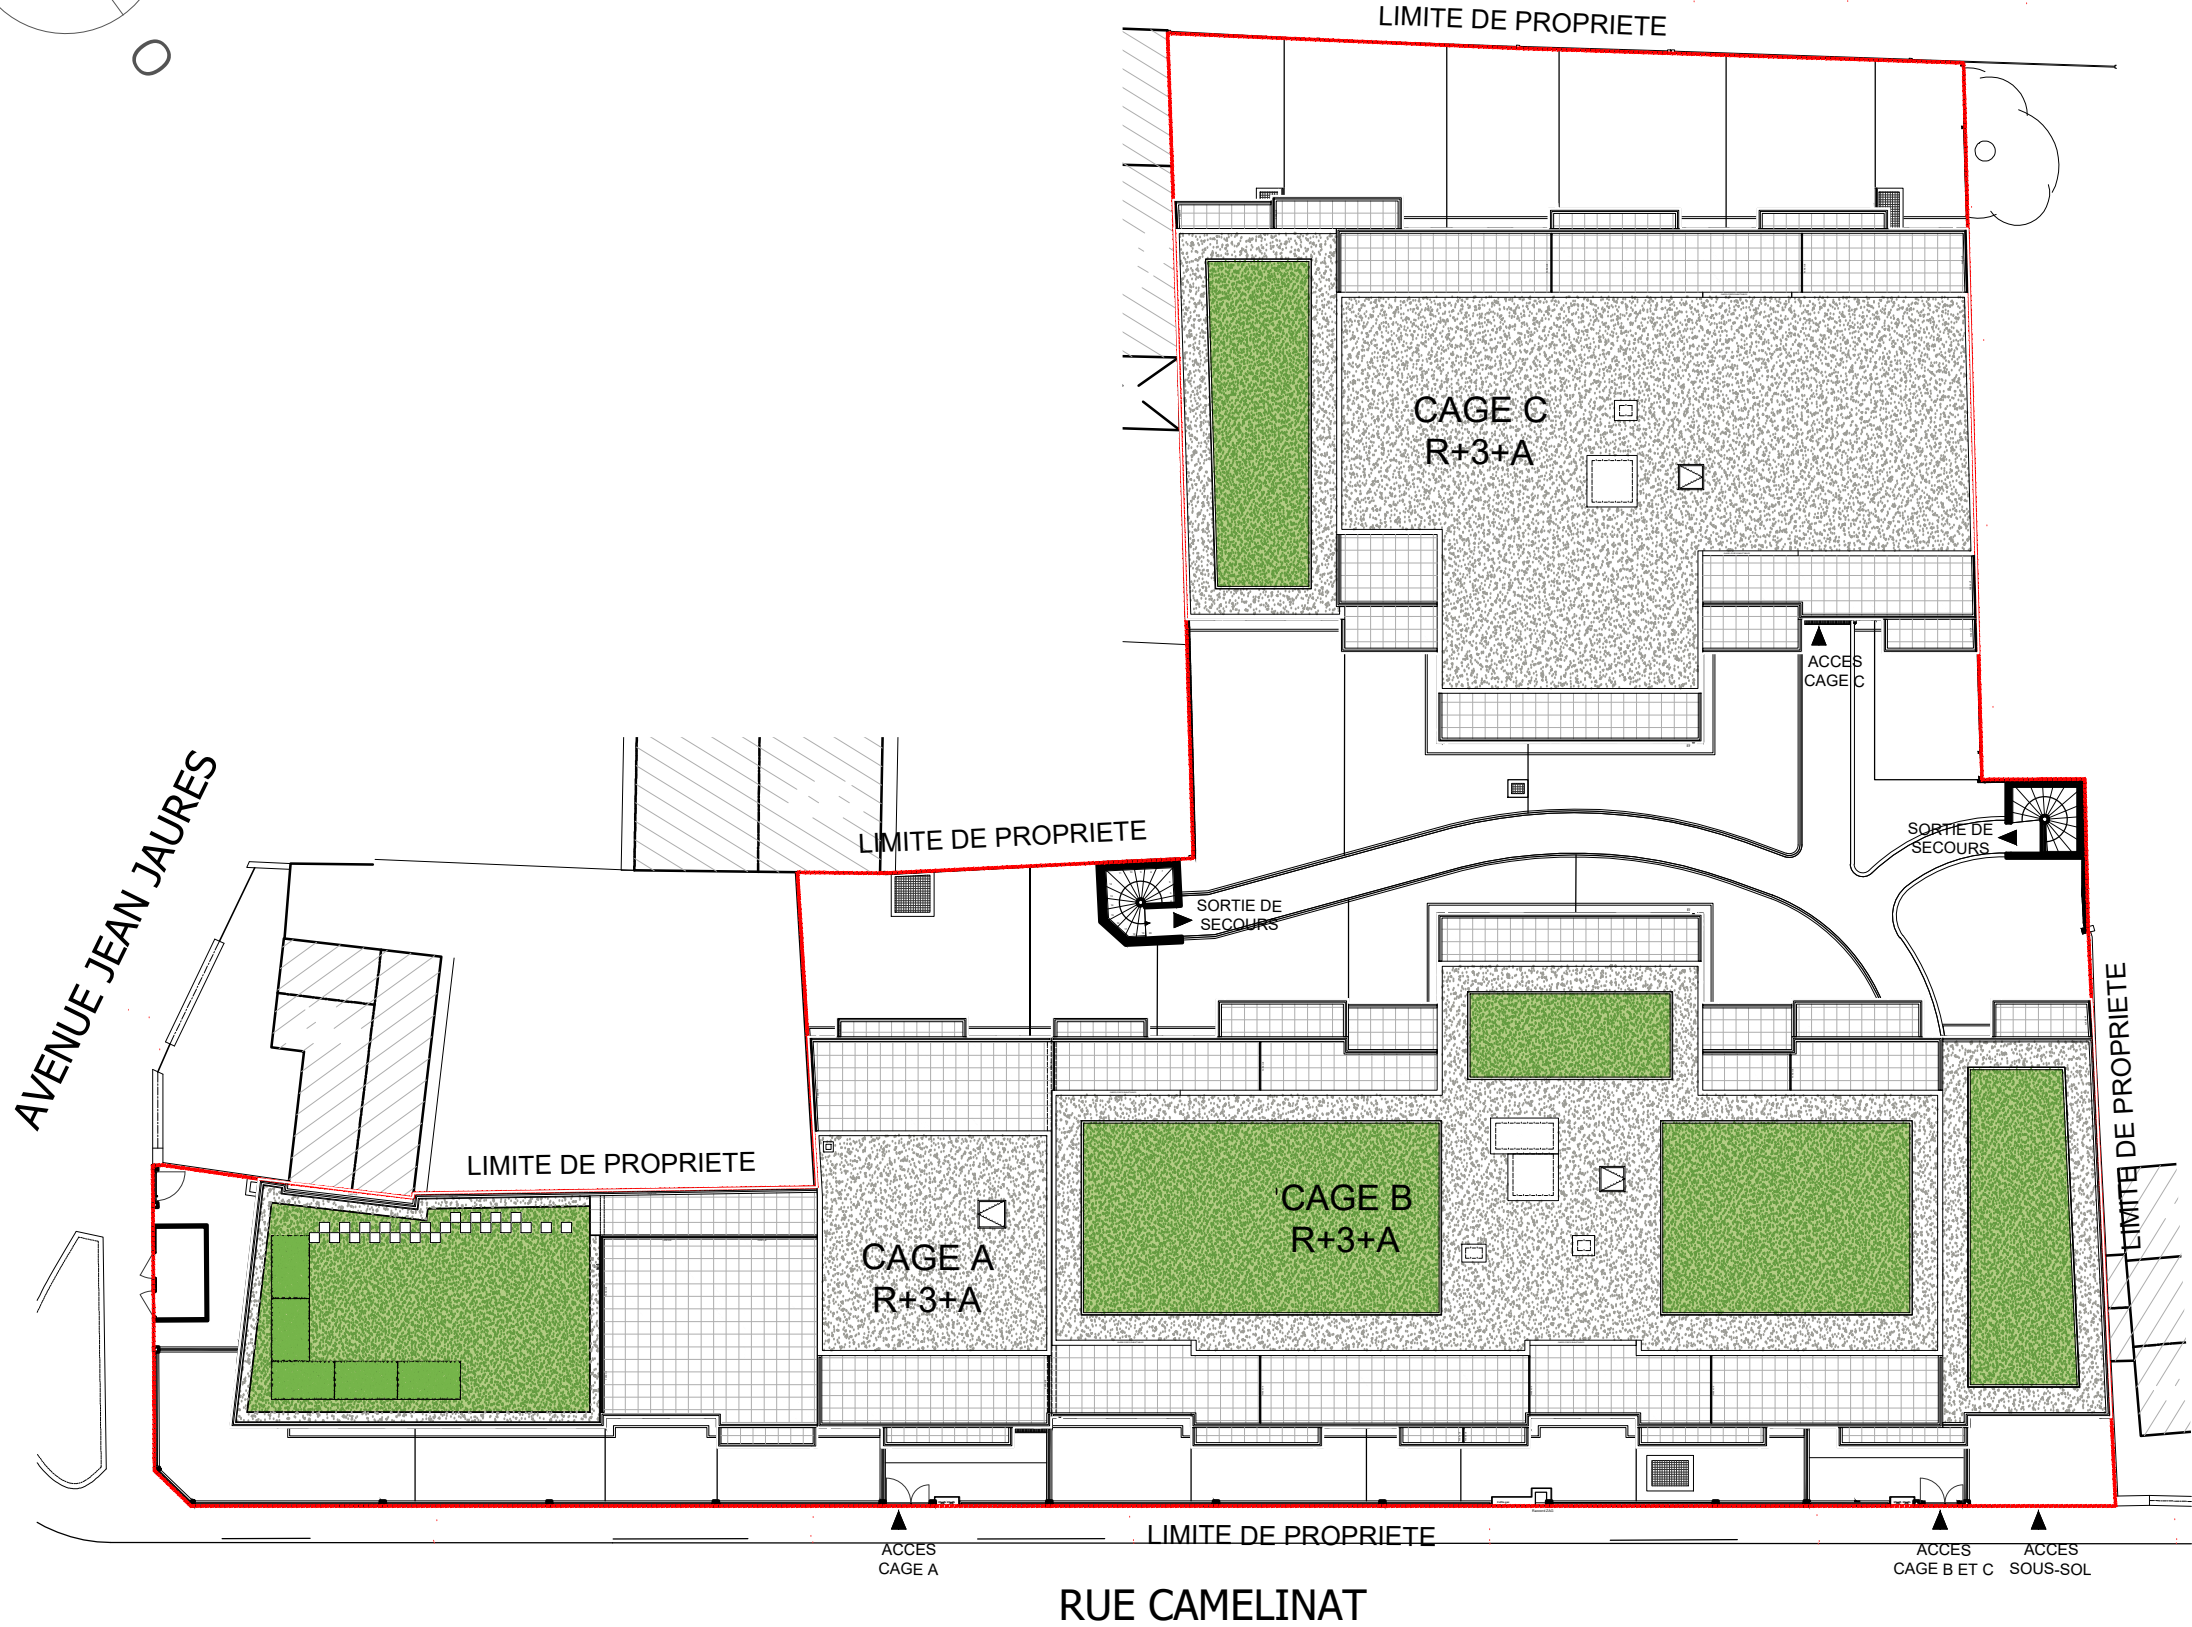 LIMITE DE PROPRIETE
O
CAGE C
R+3+A
ACCES
CAGE C
AVENUE JEAN JAURES
LIMITE DE PROPRIETE
SORTIE DE
SECOURS
SORTIE DE
SECOURS
LIMITE DE PROPRIETE
LIMITE DE PROPRIETE
CAGE A
R+3+A
CAGE B
R+3+A
LIMITE DE PROPRIETE
ACCES
CAGE A
ACCES
CAGE B ET C
ACCES
SOUS-SOL
RUE CAMELINAT